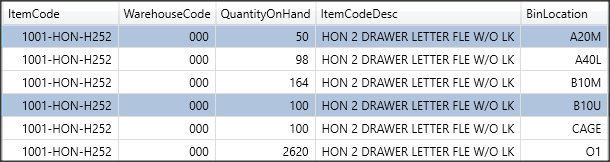 ItemCode WarehouseCode QuantityOnHand ItemCodeDesc BinLocation
1001-HON-H252 000 50 HON 2 DRAWER LETTER FLE W/O LK A20M
1001-HON-H252 000 98 HON 2 DRAWER LETTER FLE W/O LK A40L
1001-HON-H252 000 164 HON 2 DRAWER LETTER FLE W/O LK B10M
1001-HON-H252 000 100 HON 2 DRAWER LETTER FLE W/O LK B10U
1001-HON-H252 000 100 HON 2 DRAWER LETTER FLE W/O LK CAGE
1001-HON-H252 000 2620 HON 2 DRAWER LETTER FLE W/O LK O1